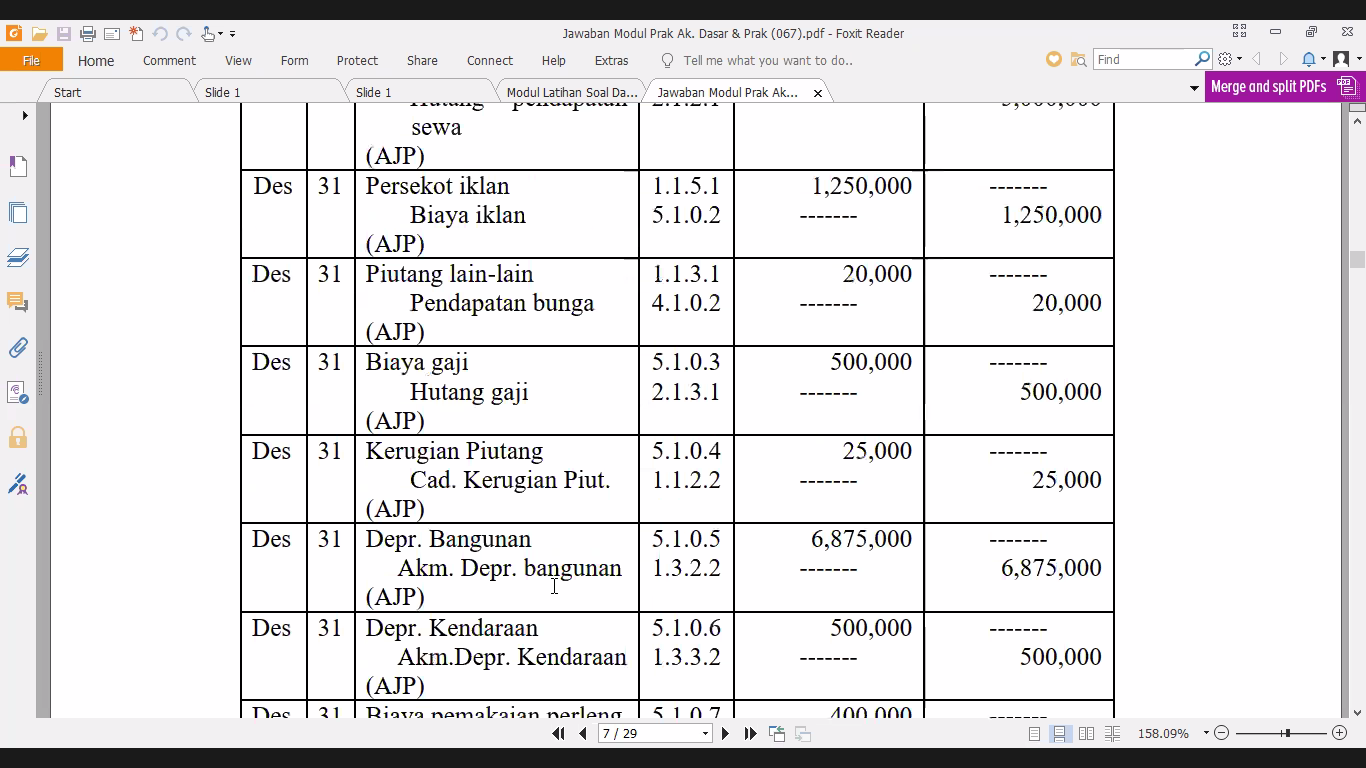 Jawaban Modul Prak Ak. Dasar & Prak (067).pdf - Foxit Reader
File Home Comment View Form Protect Share Connect Help Extras Tell me what you want to do.. Find
Start Slide 1 Slide 1 Modul Latihan Soal Da... Jawaban Modul Prak Ak... Merge and split PDFs
Hutang pendapatan 2.1.2.1
sewa
(AJP)
Des 31 Persekot iklan 1.1.5.1 1,250,000 -------
Biaya iklan 5.1.0.2 ------- 1,250,000
(AJP)
Des 31 Piutang lain-lain 1.1.3.1 20,000 -------
Pendapatan bunga 4.1.0.2 ------- 20,000
(AJP)
Des 31 Biaya gaji 5.1.0.3 500,000 -------
Hutang gaji 2.1.3.1 ------- 500,000
(AJP)
Des 31 Kerugian Piutang 5.1.0.4 25,000 -------
Cad. Kerugian Piut. 1.1.2.2 ------- 25,000
(AJP)
Des 31 Depr. Bangunan 5.1.0.5 6,875,000 -------
Akm. Depr. bangunan 1.3.2.2 ------- 6,875,000
(AJP)
Des 31 Depr. Kendaraan 5.1.0.6 500,000 -------
Akm.Depr. Kendaraan 1.3.3.2 ------- 500,000
(AJP)
Des 31 Biaya pemakaian perleng 5.1.0.7 400,000 -------
7 / 29 158.09%